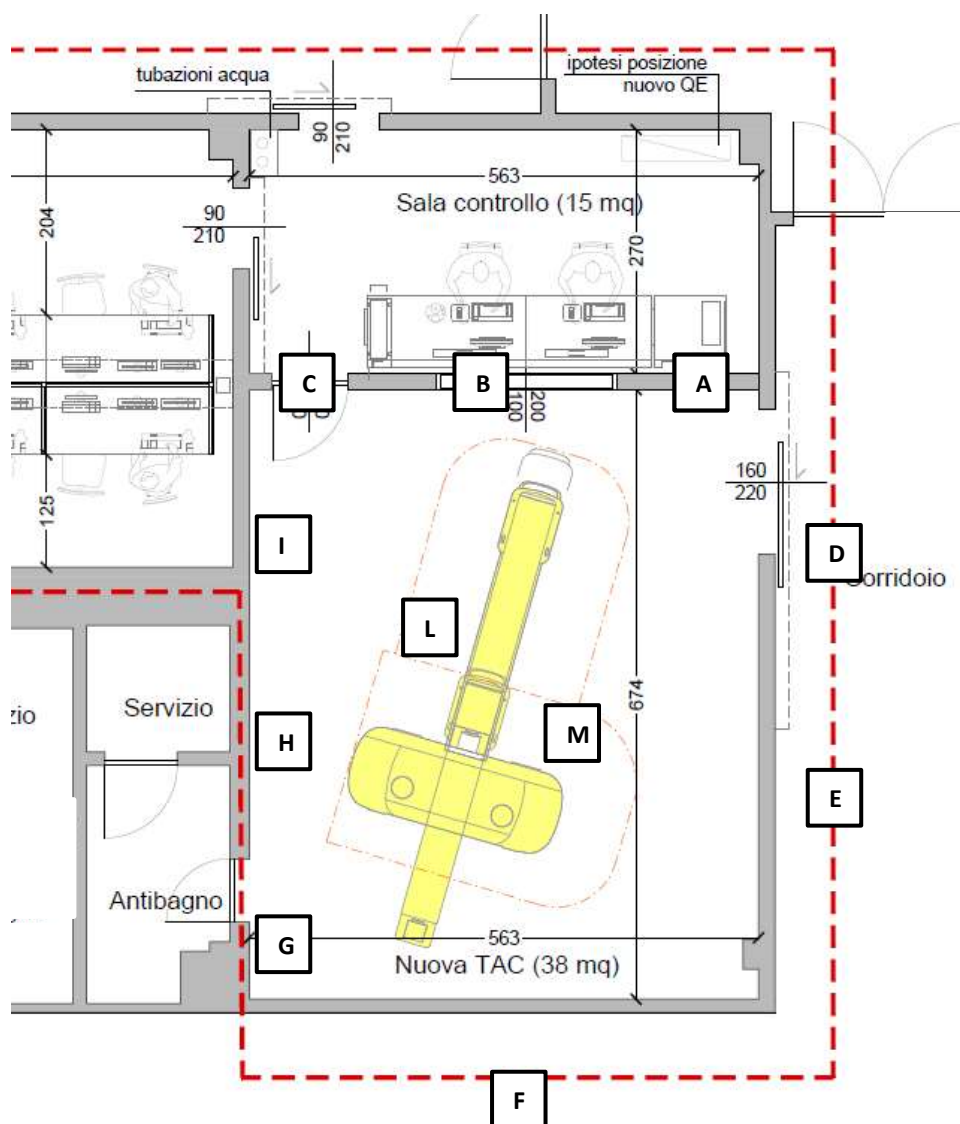 tubazioni acqua
ipotesi posizione
nuovo QE
90
210
563
Sala controllo (15 mq)
90
210
204
270
C
B
A
100
200
125
160
220
I
D
Corridoio
L
674
zio
Servizio
H
M
E
Antibagno
G
563
Nuova TAC (38 mq)
F